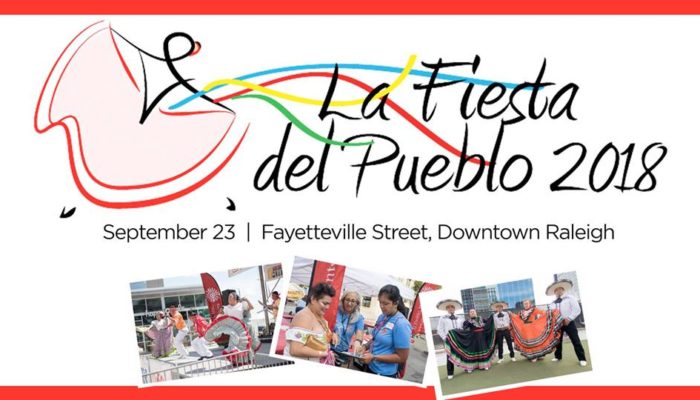 La Fiesta
del Pueblo 2018
September 23 | Fayetteville Street, Downtown Raleigh